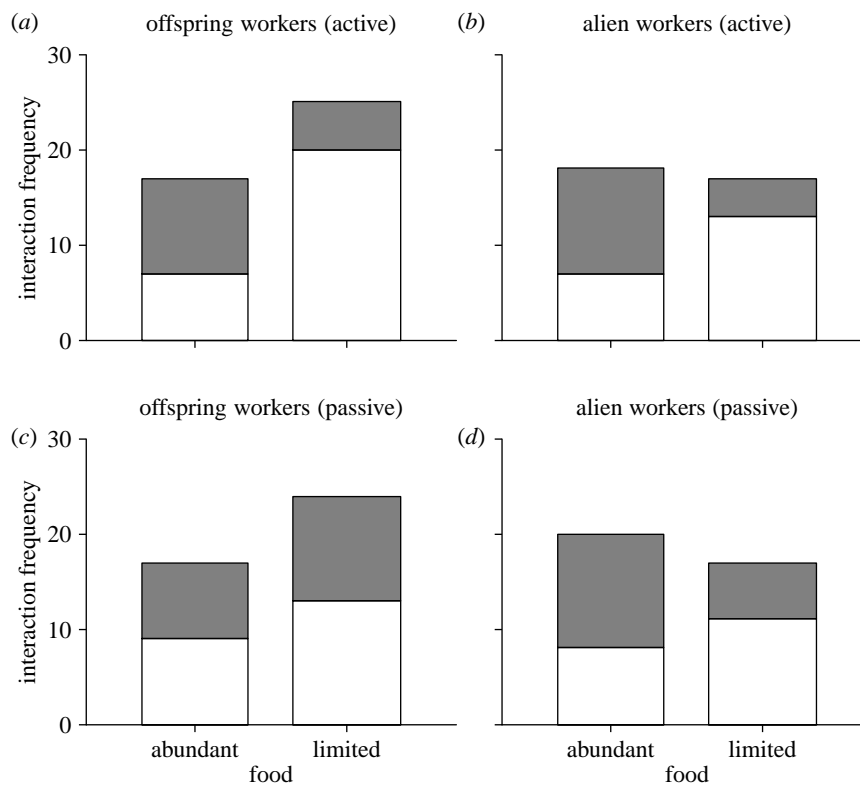 (a) offspring workers (active)
(b) alien workers (active)
30
20
10
0
interaction frequency
(c) offspring workers (passive)
(d) alien workers (passive)
30
20
10
0
interaction frequency
abundant limited
food
abundant limited
food